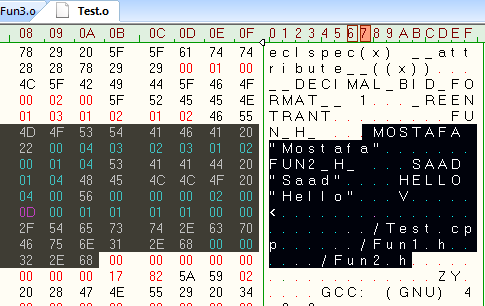 Fun3.o Test.o
08 09 0A 0B 0C 0D 0E 0F 0123456789ABCDEF
78 29 20 5F 5F 61 74 74 eclspec(x) __att
28 28 78 29 29 00 01 00 ribute__((x))...
4C 5F 42 49 44 5F 46 4F __DECIMAL_BID_FO
00 02 00 5F 52 45 45 4E RMAT__ 1..._REEN
01 03 01 02 01 02 46 55 TRANT.........FU
4D 4F 53 54 41 46 41 20 N_H_....MOSTAFA
22 00 04 03 02 03 01 02 "Mostafa".......
00 01 04 53 41 41 44 20 FUN2_H_....SAAD
01 04 48 45 4C 4C 4F 20 "Saad"....HELLO
04 00 56 00 00 00 02 00 "Hello"...V.....
0D 00 01 01 01 00 00 00 <...............
2F 54 65 73 74 2E 63 70 ......../Test.cp
46 75 6E 31 2E 68 00 00 p....../Fun1.h..
32 2E 68 00 00 00 00 00 ...../Fun2.h.....
00 00 00 17 82 5A 59 02 ZY.
20 28 47 4E 55 29 20 34 ....GCC: (GNU) 4